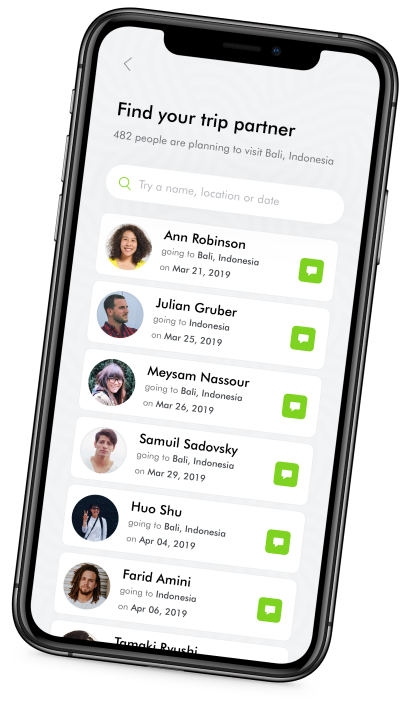 Find your trip partner
482 people are planning to visit Bali, Indonesia
Try a name, location or date
Ann Robinson
going to Bali, Indonesia
on Mar 21, 2019
Julian Gruber
going to Indonesia
on Mar 25, 2019
Meysam Nassour
going to Bali, Indonesia
on Mar 26, 2019
Samuil Sadovsky
going to Bali, Indonesia
on Mar 29, 2019
Huo Shu
going to Bali, Indonesia
on Apr 04, 2019
Farid Amini
going to Indonesia
on Apr 06, 2019
Tamaki Ryushi